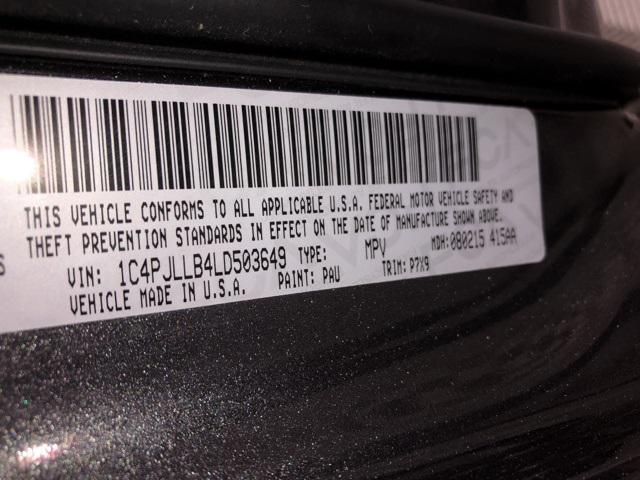 THIS VEHICLE CONFORMS TO ALL APPLICABLE U.S.A. FEDERAL MOTOR VEHICLE SAFETY AND
THEFT PREVENTION STANDARDS IN EFFECT ON THE DATE OF MANUFACTURE SHOWN ABOVE.
VIN: 1C4PJLLB4LD503649 TYPE: MPV MDH: 080215 415AA
VEHICLE MADE IN U.S.A. PAINT: PAU TRIM: P7X9